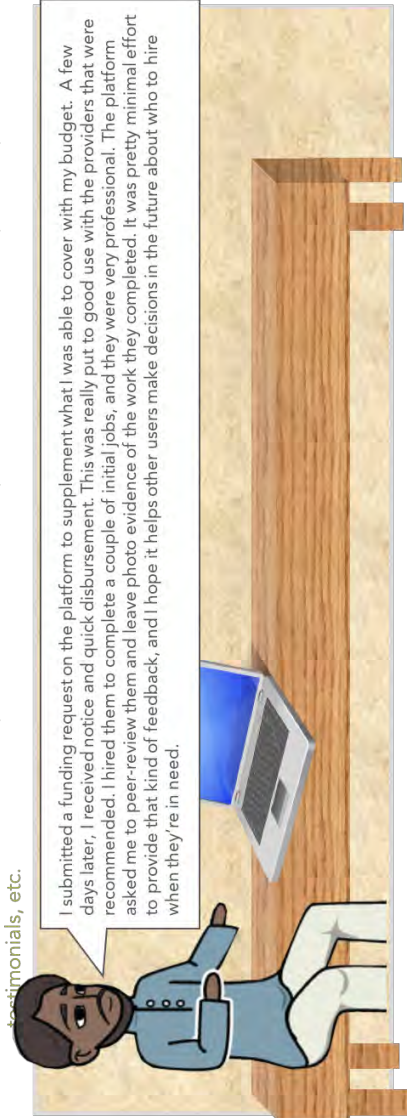 testimonials, etc.
I submitted a funding request on the platform to supplement what I was able to cover with my budget.  A few
days later, I received notice and quick disbursement. This was really put to good use with the providers that were
recommended. I hired them to complete a couple of initial jobs, and they were very professional. The platform
asked me to peer-review them and leave photo evidence of the work they completed. It was pretty minimal effort
to provide that kind of feedback, and I hope it helps other users make decisions in the future about who to hire
when they're in need.